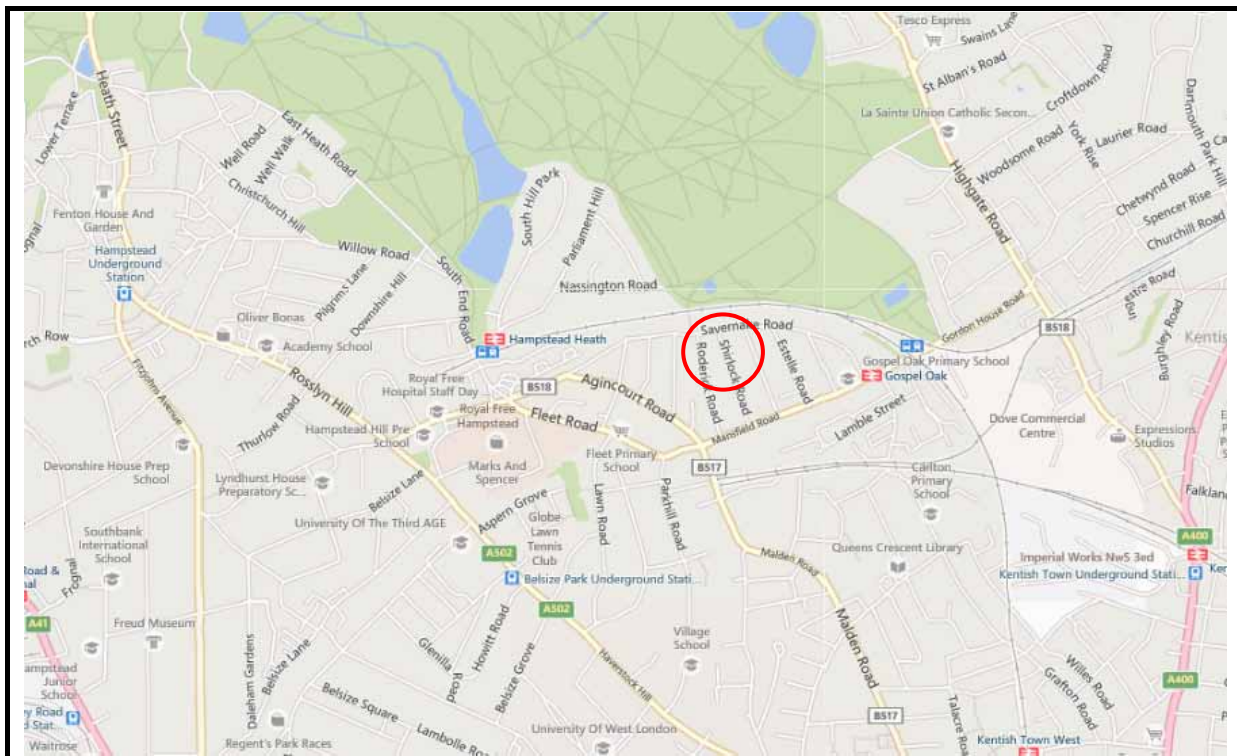 Tesco Express
Swains Lane
St Alban's Road
Croftdown Road
La Sainte Union Catholic Secon...
Dartmouth Park Hill
Heath Street
Lower Terrace
East Heath Road
Well Road
Well Walk
Woodsome Road
York Rise
Laurier Road
Highgate Road
Chetwynd Road
Spencer Rise
Churchill Road
Christchurch Hill
South Hill Park
Parliament Hill
Fenton House And
Garden
Hampstead
Underground
Station
Willow Road
South End Road
Nassington Road
Pilgrim's Lane
Downshire Hill
Gordon House Road
B518
Burghley Road
Oliver Bonas
Academy School
Hampstead Heath
Savernake Road
Shirlock Road
Roderick Road
Estelle Road
Gospel Oak Primary School
Gospel Oak
Kentis
rch Row
Fitzjohns Avenue
Rosslyn Hill
Royal Free
Hospital Staff Day ...
B518
Agincourt Road
Royal Free
Hampstead
Fleet Road
Mansfield Road
Lamble Street
Dove Commercial
Centre
Expressions
Studios
Thurlow Road
Hampstead Hill Pre
School
Fleet Primary
School
B517
Devonshire House Prep
School
Lyndhurst House
Preparatory Sc...
Marks And
Spencer
Belsize Lane
Carlton
Primary
School
Falklan
University Of The Third AGE
Aspern Grove
Lawn Road
Parkhill Road
Globe
Lawn
Tennis
Club
Southbank
International
School
A502
Malden Road
Queens Crescent Library
A400
Imperial Works Nw5 3ed
Kentish Town Underground Stati...
Road &
Frognal
Belsize Park Underground Stati...
A41
Freud Museum
A502
Daleham Gardens
Belsize Lane
Glenilla Road
Howitt Road
Belsize Grove
Haverstock Hill
Village
School
Malden Road
Willes Road
Grafton Road
A400
ampstead
Junior
School
Belsize Square
Lambolle Ro
University Of West London
B517
Talacre Roa
Kentish Town West
Waitrose
Regent's Park Races